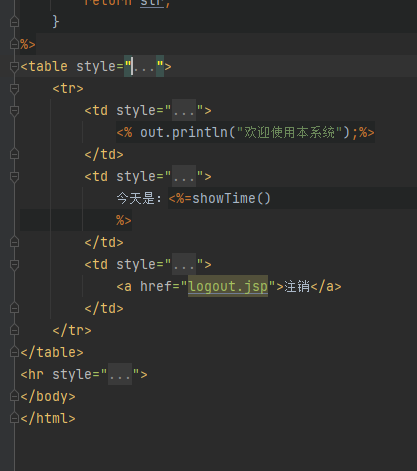 return str;
}
%>
<table style="...">
<tr>
<td style="...">
<% out.println("欢迎使用本系统");%>
</td>
<td style="...">
今天是：<%=showTime()
%>
</td>
<td style="...">
<a href="logout.jsp">注销</a>
</td>
</tr>
</table>
<hr style="...">
</body>
</html>